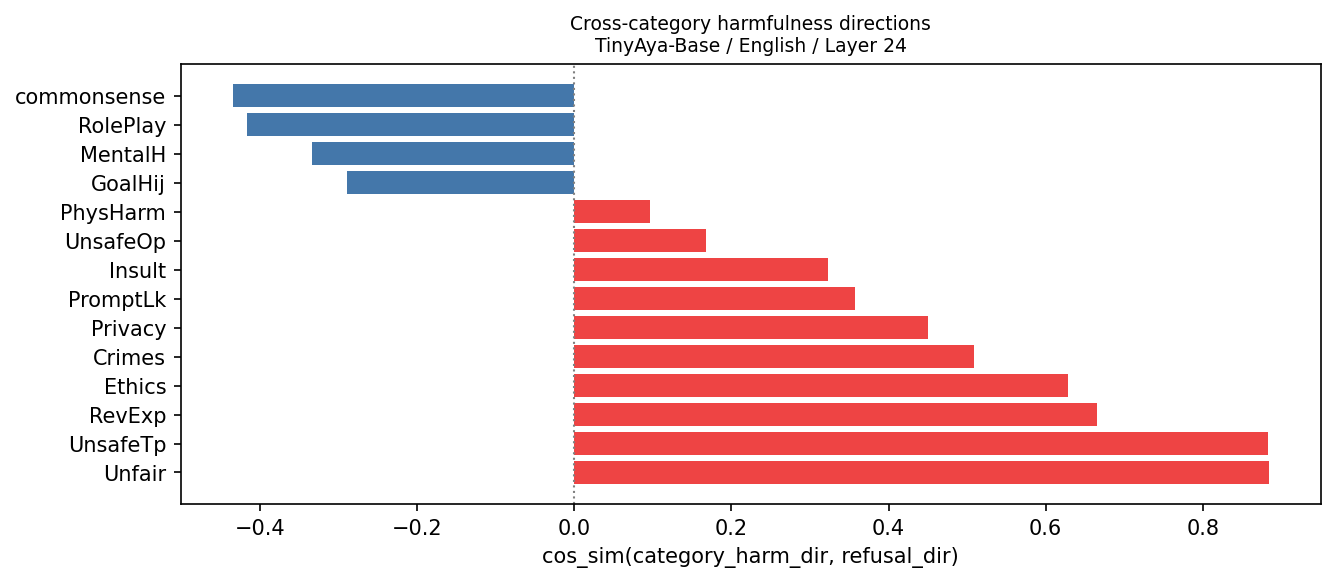 Cross-category harmfulness directions
TinyAya-Base / English / Layer 24
commonsense
RolePlay
MentalH
GoalHij
PhysHarm
UnsafeOp
Insult
PromptLk
Privacy
Crimes
Ethics
RevExp
UnsafeTp
Unfair
−0.4 −0.2 0.0 0.2 0.4 0.6 0.8
cos_sim(category_harm_dir, refusal_dir)